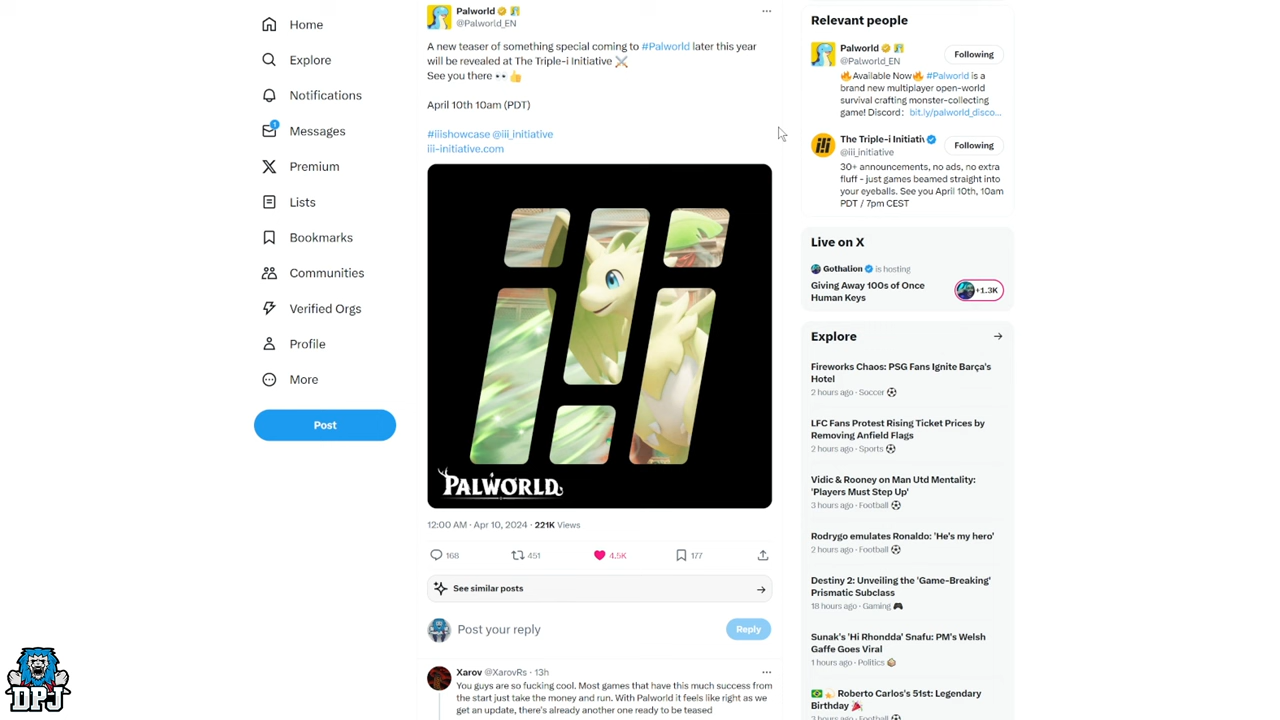 Home
Explore
Notifications
1
Messages
Premium
Lists
Bookmarks
Communities
Verified Orgs
Profile
More
Post
Palworld
@Palworld_EN
A new teaser of something special coming to #Palworld later this year
will be revealed at The Triple-i Initiative ⚔️
See you there 👀👍
April 10th 10am (PDT)
#iiishowcase @iii_initiative
iii-initiative.com
PALWORLD
12:00 AM · Apr 10, 2024 · 221K Views
168
451
4.5K
177
See similar posts
Post your reply
Reply
Xarov @XarovRs · 13h
You guys are so fucking cool. Most games that have this much success from
the start just take the money and run. With Palworld it feels like right as we
get an update, there's already another one ready to be teased
Relevant people
Palworld
Following
@Palworld_EN
🔥Available Now🔥 #Palworld is a
brand new multiplayer open-world
survival crafting monster-collecting
game! Discord: bit.ly/palworld_disco...
The Triple-i Initiativ
Following
@iii_initiative
30+ announcements, no ads, no extra
fluff - just games beamed straight into
your eyeballs. See you April 10th, 10am
PDT / 7pm CEST
Live on X
Gothalion is hosting
Giving Away 100s of Once
Human Keys
+1.3K
Explore
Fireworks Chaos: PSG Fans Ignite Barça's
Hotel
2 hours ago · Soccer ⚽
LFC Fans Protest Rising Ticket Prices by
Removing Anfield Flags
2 hours ago · Sports ⚽
Vidic & Rooney on Man Utd Mentality:
'Players Must Step Up'
3 hours ago · Football ⚽
Rodrygo emulates Ronaldo: 'He's my hero'
2 hours ago · Football ⚽
Destiny 2: Unveiling the 'Game-Breaking'
Prismatic Subclass
18 hours ago · Gaming 🎮
Sunak's 'Hi Rhondda' Snafu: PM's Welsh
Gaffe Goes Viral
1 hours ago · Politics 🗳️
🇧🇷 💫 Roberto Carlos's 51st: Legendary
Birthday 🎉
3 hours ago · Football ⚽
DPJ